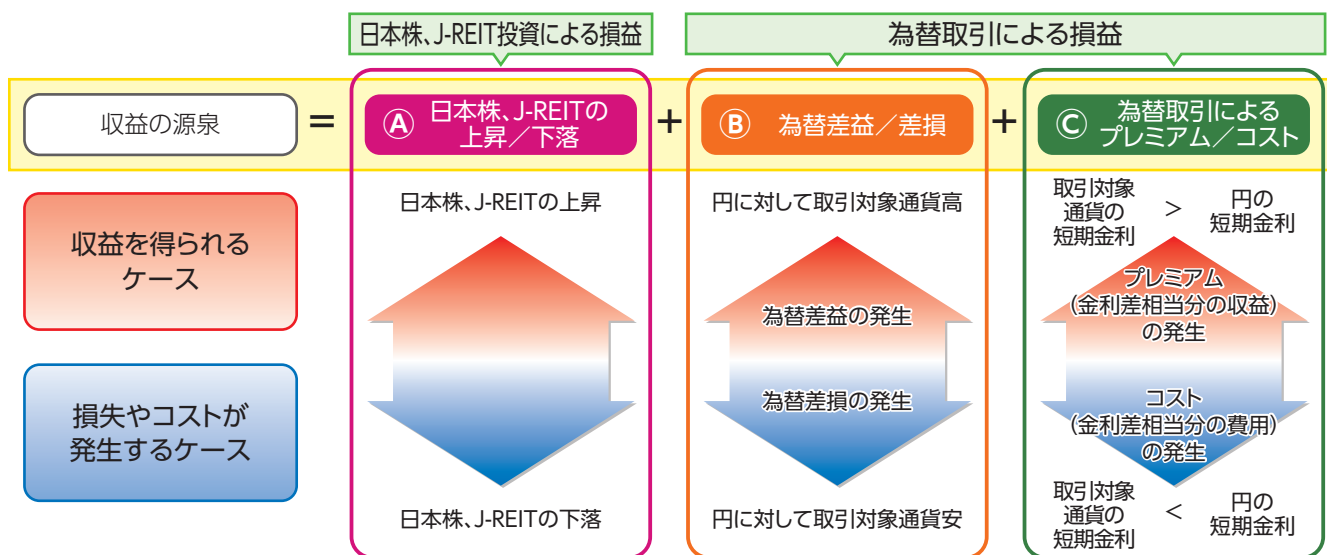 日本株、J-REIT投資による損益
為替取引による損益
収益の源泉
=
Ⓐ 日本株、J-REITの
上昇／下落
+
Ⓑ 為替差益／差損
+
Ⓒ 為替取引による
プレミアム／コスト
収益を得られる
ケース
日本株、J-REITの上昇
円に対して取引対象通貨高
為替差益の発生
取引対象
通貨の
短期金利
＞
円の
短期金利
プレミアム
（金利差相当分の収益）
の発生
損失やコストが
発生するケース
日本株、J-REITの下落
為替差損の発生
円に対して取引対象通貨安
コスト
（金利差相当分の費用）
の発生
取引対象
通貨の
短期金利
＜
円の
短期金利